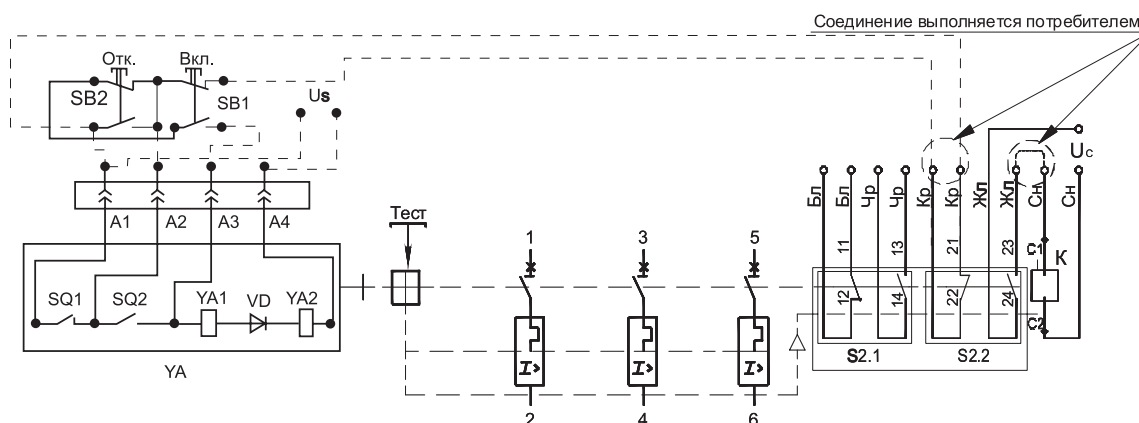 Соединение выполняется потребителем
Отк.
Вкл.
SB2
SB1
Us
Uc
A1
A2
A3
A4
Тест
1
3
5
Бл
Бл
Чр
Чр
Кр
Кр
Жл
Жл
Сн
Сн
11
13
21
23
C1
К
SQ1
SQ2
YA1
VD
YA2
12
14
22
24
C2
I>
I>
I>
S2.1
S2.2
YA
2
4
6